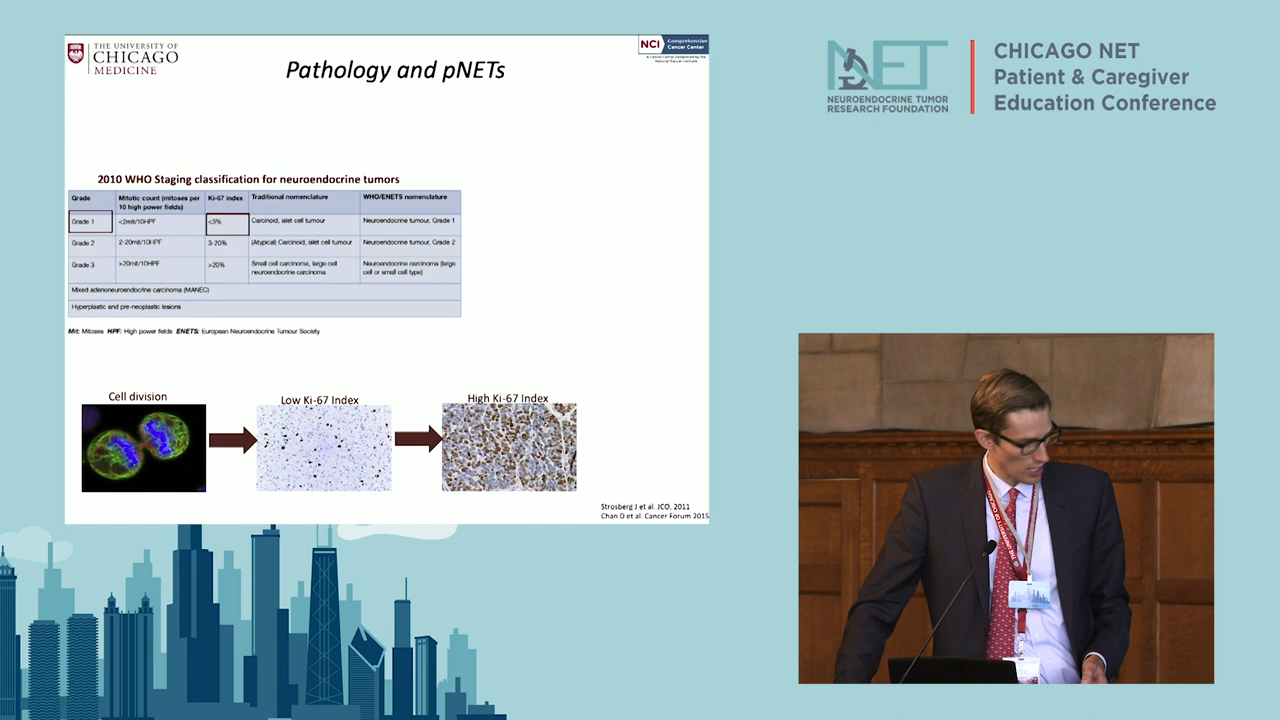 THE UNIVERSITY OF
CHICAGO
MEDICINE
NCI Comprehensive
Cancer Center
Pathology and pNETs
2010 WHO Staging classification for neuroendocrine tumors
Grade Mitotic count (mitoses per 10 high power fields) Ki-67 index Traditional nomenclature WHO/ENETS nomenclature
Grade 1 <2mit/10HPF <3% Carcinoid, islet cell tumour Neuroendocrine tumour, Grade 1
Grade 2 2-20mit/10HPF 3-20% (Atypical) Carcinoid, islet cell tumour Neuroendocrine tumour, Grade 2
Grade 3 >20mit/10HPF >20% Small cell carcinoma, large cell neuroendocrine carcinoma Neuroendocrine carcinoma (large cell or small cell type)
Mixed adenoneuroendocrine carcinoma (MANEC)
Hyperplastic and pre-neoplastic lesions
Mit: Mitoses HPF: High power fields ENETS: European Neuroendocrine Tumour Society
Cell division
Low Ki-67 Index
High Ki-67 Index
Strosberg J et al. JCO, 2011
Chan D et al. Cancer Forum 2015
NET
NEUROENDOCRINE TUMOR
RESEARCH FOUNDATION
CHICAGO NET
Patient & Caregiver
Education Conference